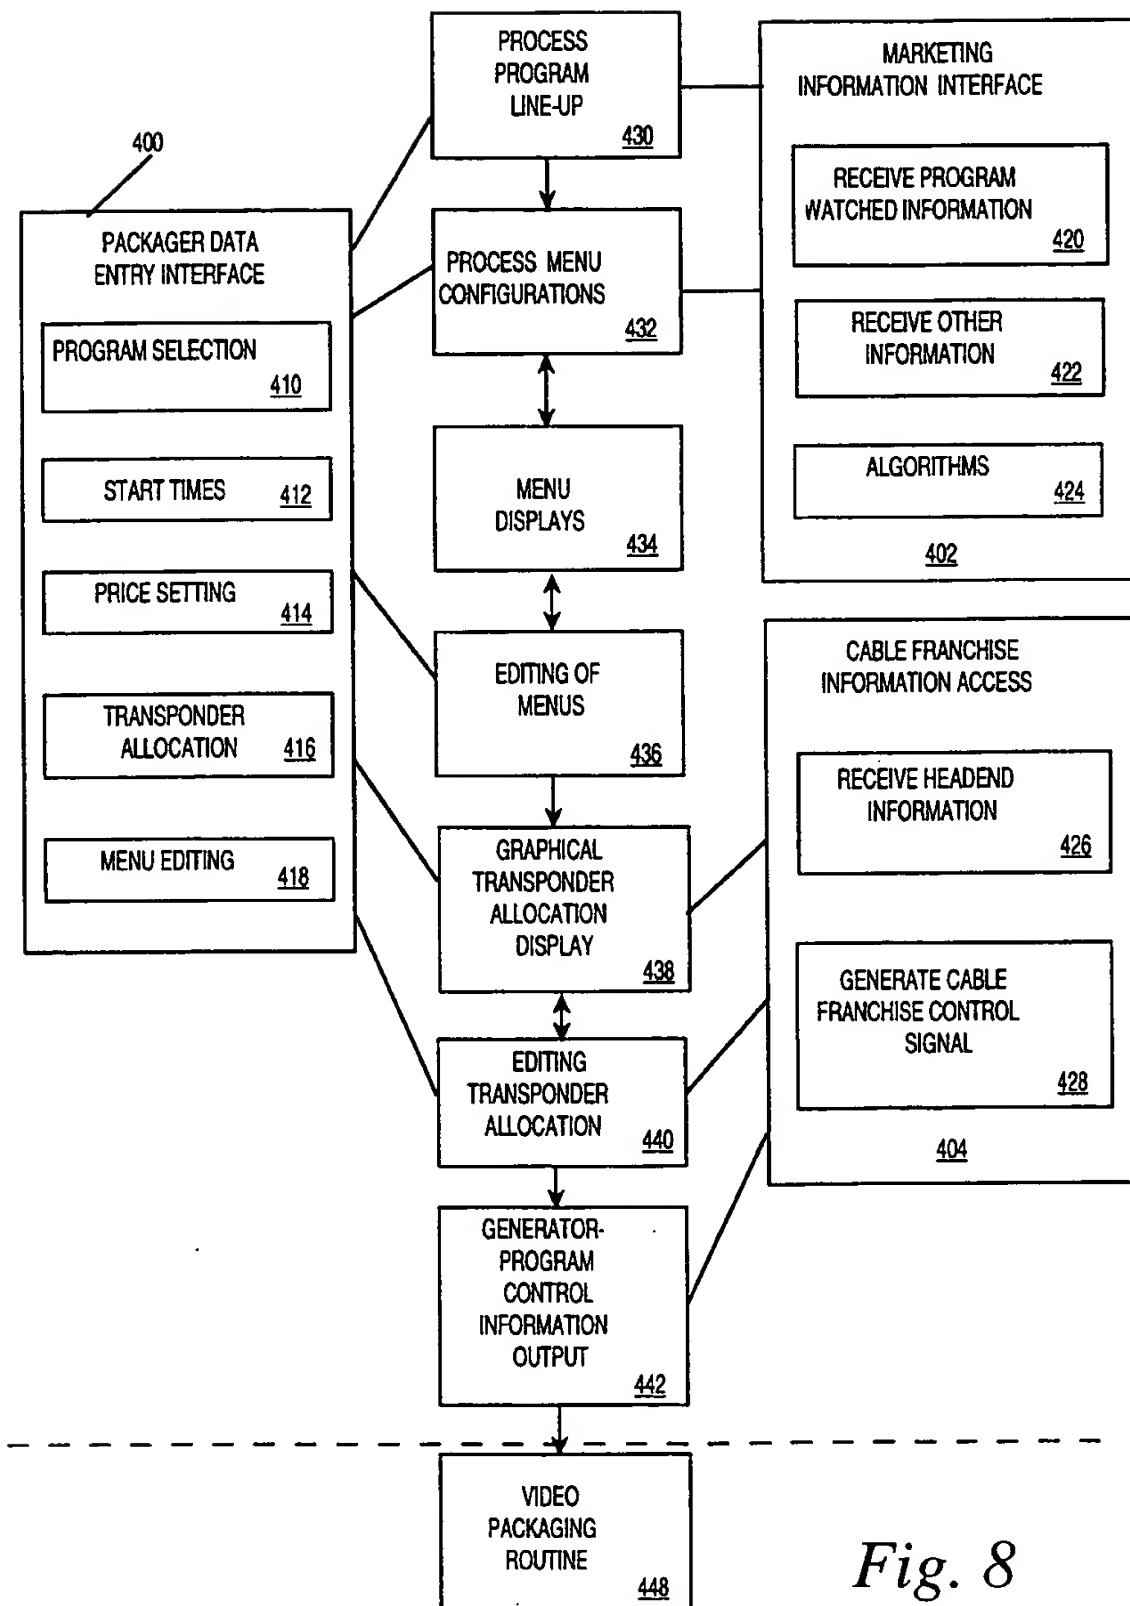 400
PACKAGER DATA
ENTRY INTERFACE
PROGRAM SELECTION
410
START TIMES 412
PRICE SETTING 414
TRANSPONDER
ALLOCATION 416
MENU EDITING 418
PROCESS
PROGRAM
LINE-UP
430
PROCESS MENU
CONFIGURATIONS
432
MENU
DISPLAYS
434
EDITING OF
MENUS
436
GRAPHICAL
TRANSPONDER
ALLOCATION
DISPLAY
438
EDITING
TRANSPONDER
ALLOCATION
440
GENERATOR-
PROGRAM
CONTROL
INFORMATION
OUTPUT
442
VIDEO
PACKAGING
ROUTINE
448
MARKETING
INFORMATION INTERFACE
RECEIVE PROGRAM
WATCHED INFORMATION
420
RECEIVE OTHER
INFORMATION
422
ALGORITHMS
424
402
CABLE FRANCHISE
INFORMATION ACCESS
RECEIVE HEADEND
INFORMATION
426
GENERATE CABLE
FRANCHISE CONTROL
SIGNAL
428
404
Fig. 8